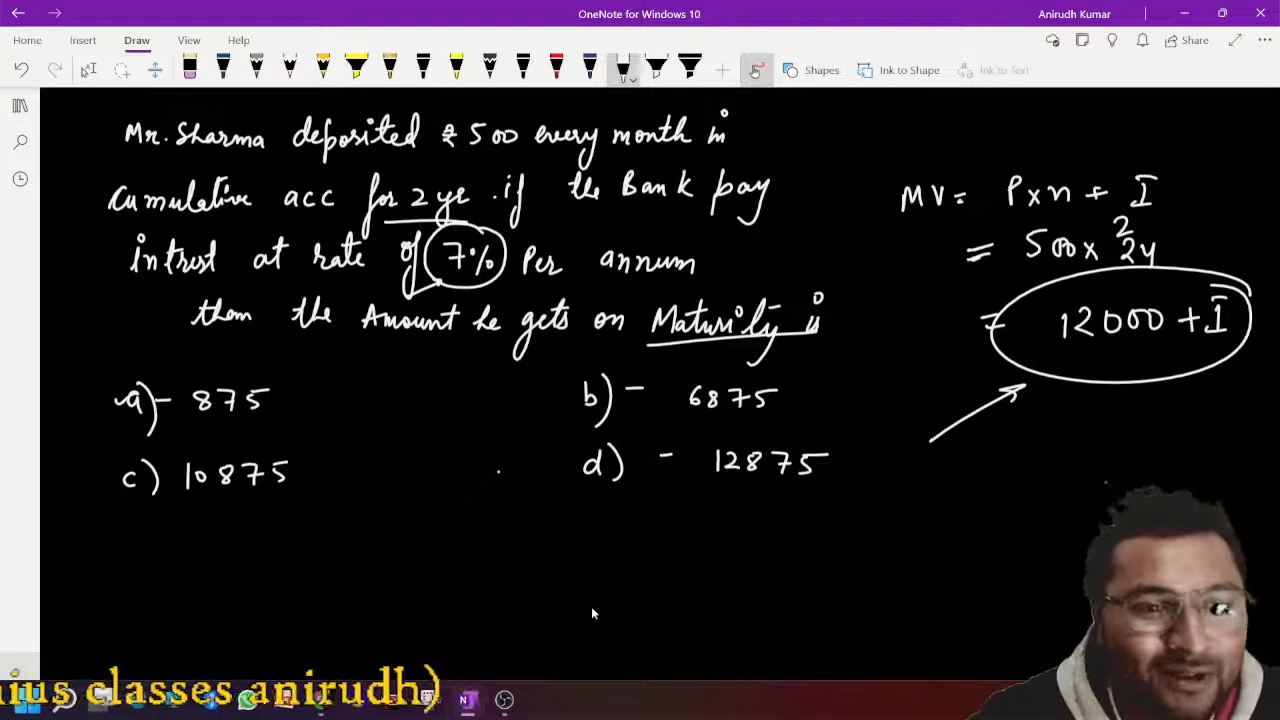 OneNote for Windows 10
Anirudh Kumar
Home Insert Draw View Help
Share
Shapes Ink to Shape Ink to Text
Mr. Sharma deposited ₹ 500 every month in
Cumulative acc for 2 yr. if the Bank pay
intrest at rate of 7% Per annum
then the Amount he gets on Maturity is
a) - 875
b) - 6875
c) 10875
d) - 12875
MV = P x n + I
= 500 x 24
2
= 12000 + I
ius classes anirudh)